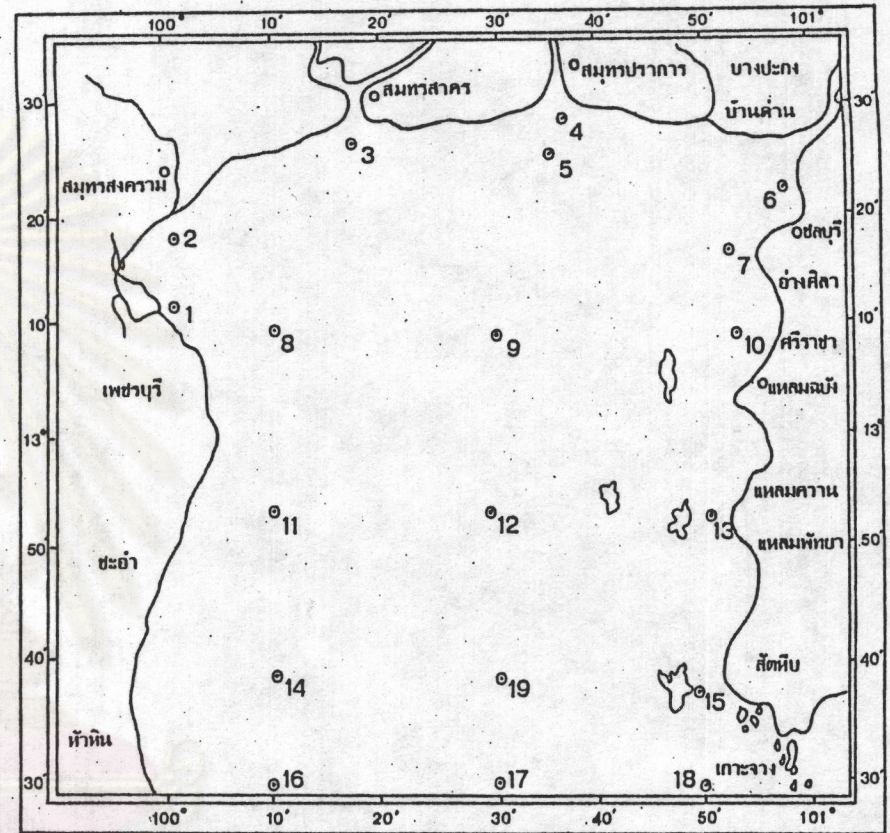 100° 10′ 20′ 30′ 40′ 50′ 101°
สมุทรปราการ บางปะกง
30′ สมุทรสาคร บ้านด่าน 30′
4
3 5
สมุทรสงคราม 6
20′ 20′
2 ชลบุรี
7
อ่างศิลา
1
10′ 10′
8 9 10 ศรีราชา
เพชรบุรี แหลมฉบัง
13° 13°
แหลมควาน
11 12 13
50′ แหลมพัทยา 50′
ชะอำ
40′ สัตหีบ 40′
14 19 15
หัวหิน เกาะจวง
30′ 16 17 18 30′
100° 10′ 20′ 30′ 40′ 50′ 101°